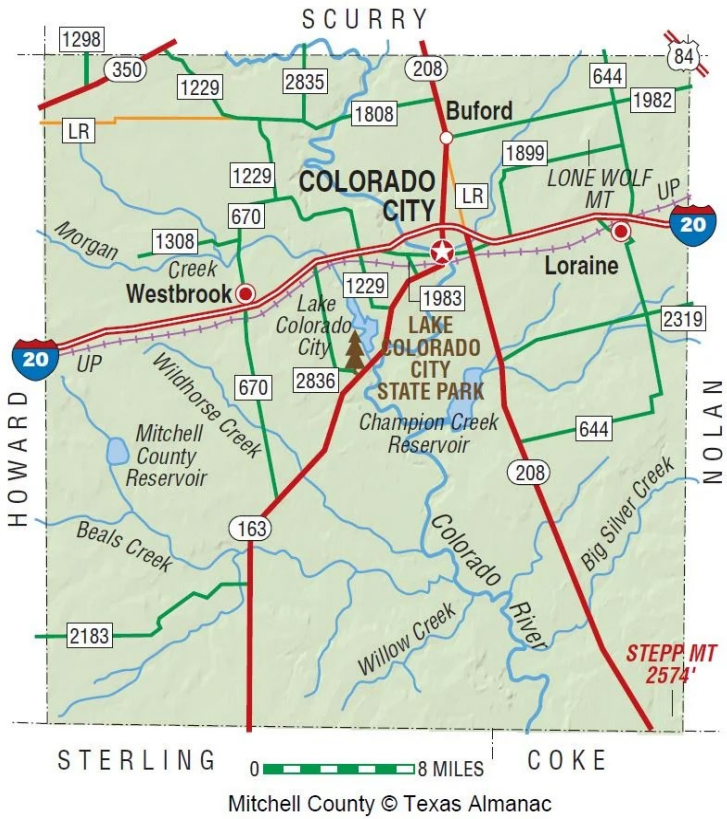 SCURRY
1298
350
1229
2835
208
84
644
1982
LR
1808
Buford
1899
1229
COLORADO
CITY
LR
LONE WOLF
MT
UP
670
20
Morgan
Creek
1308
Loraine
Westbrook
1229
1983
Lake
Colorado
City
LAKE
COLORADO
CITY
STATE PARK
2319
20
UP
2836
670
Wildhorse Creek
Champion Creek
Reservoir
644
HOWARD
NOLAN
Mitchell
County
Reservoir
208
163
Beals Creek
Colorado
River
Big Silver Creek
2183
Willow Creek
STEPP MT
2574'
STERLING
0
8 MILES
COKE
Mitchell County © Texas Almanac